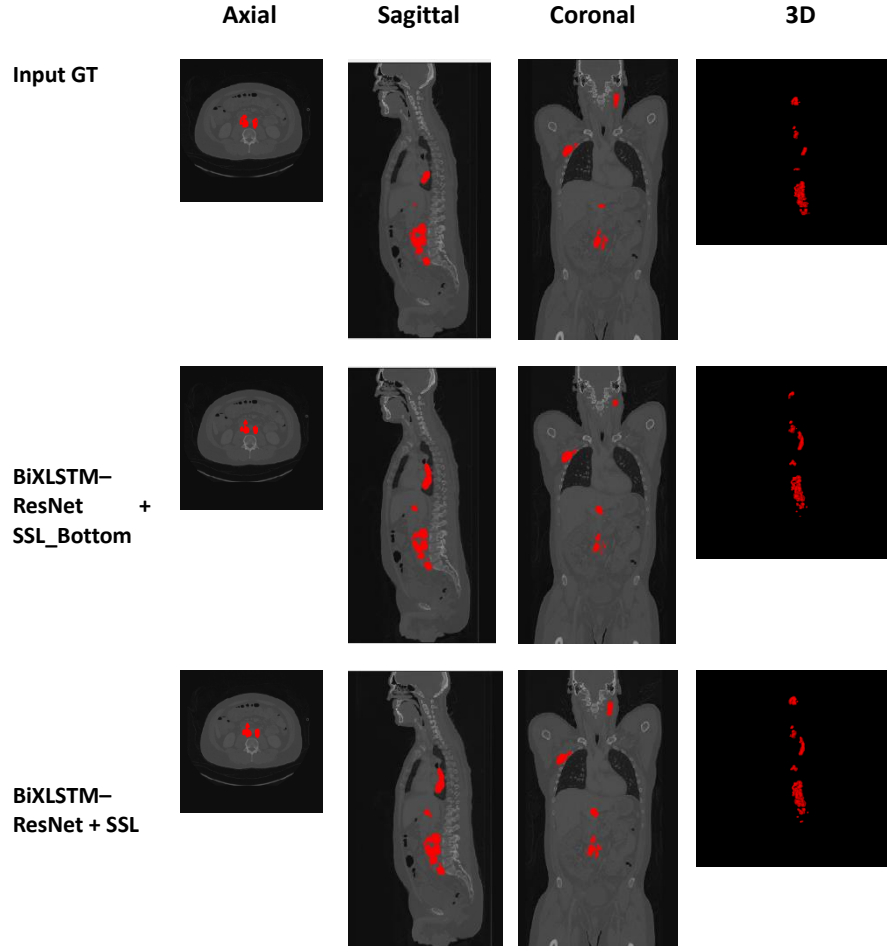 Axial Sagittal Coronal 3D
Input GT
BiXLSTM–
ResNet +
SSL_Bottom
BiXLSTM–
ResNet + SSL